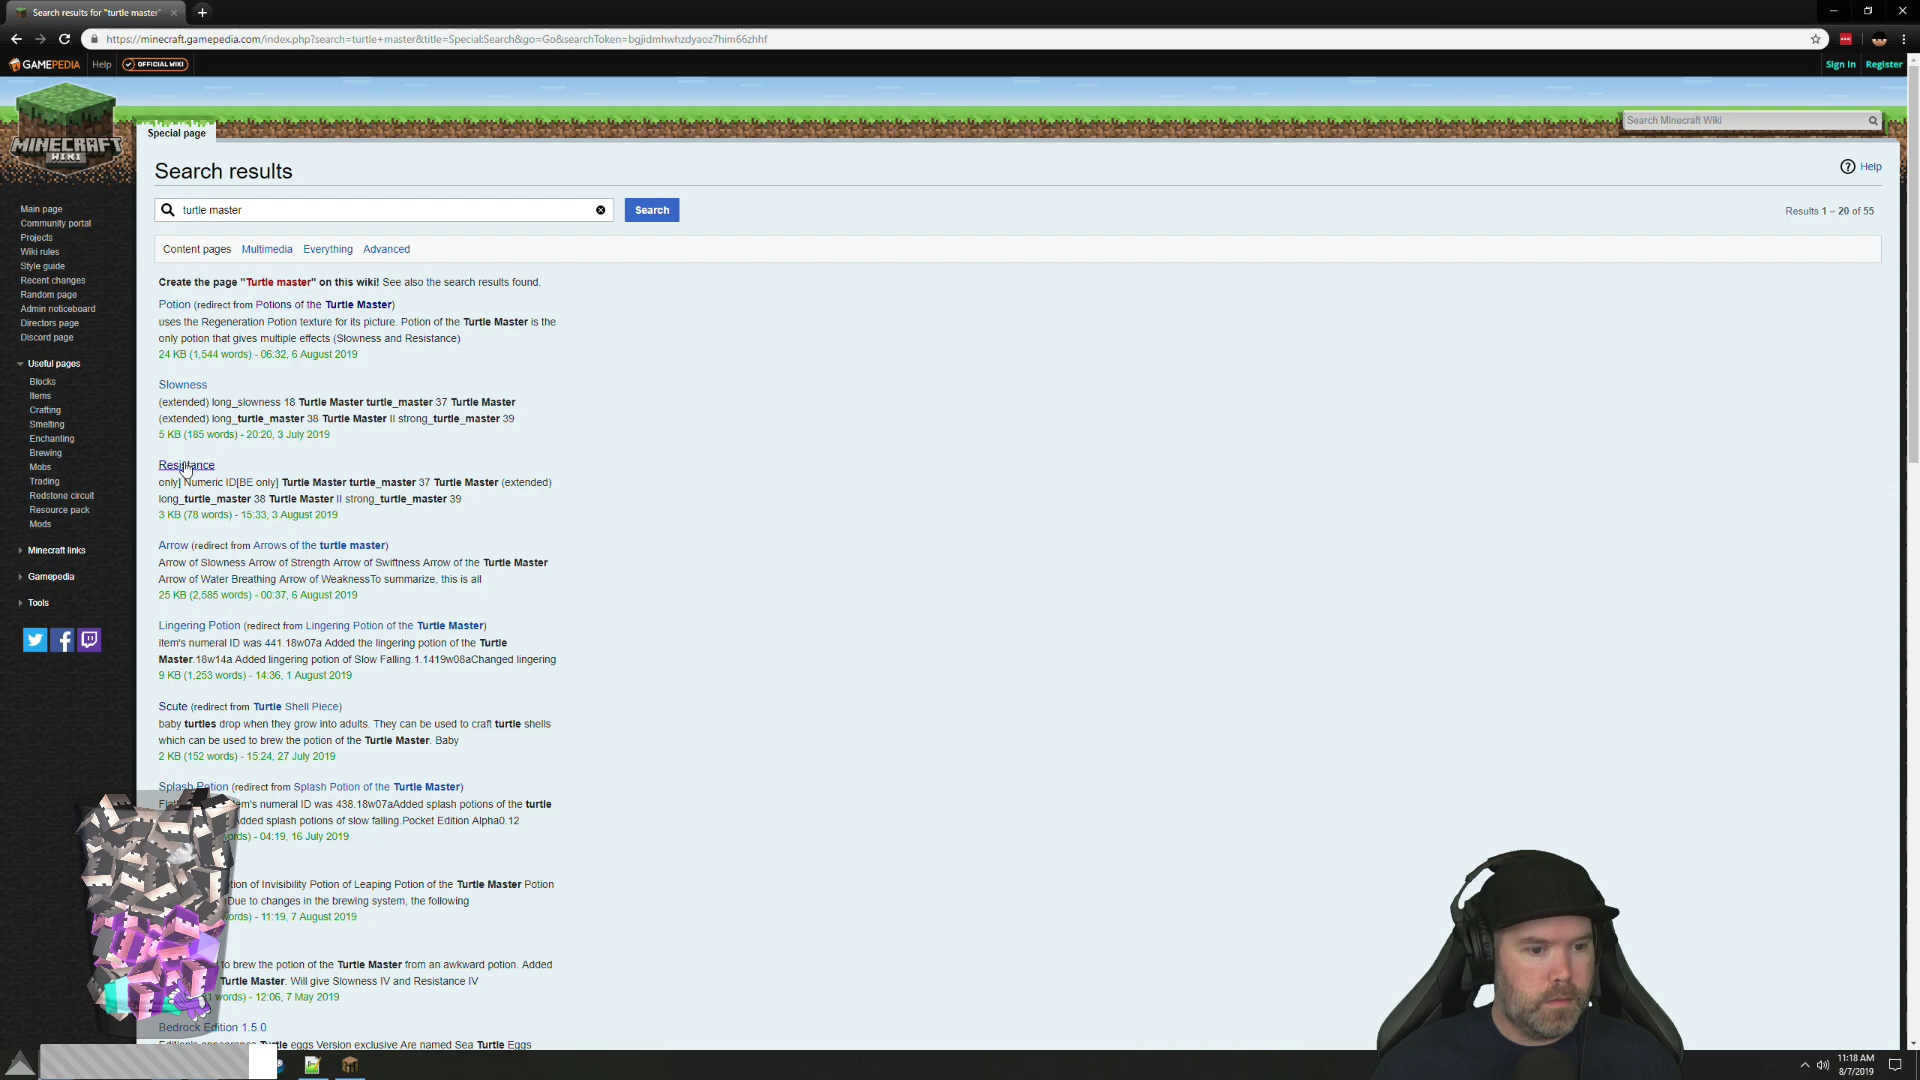 Search results for "turtle master"
https://minecraft.gamepedia.com/index.php?search=turtle+master&title=Special:Search&go=Go&searchToken=bgjidmhwhzdyaoz7him66zhhf
GAMEPEDIA Help OFFICIAL WIKI
Sign In Register
MINECRAFT
WIKI
Special page
Search Minecraft Wiki
Search results
Help
turtle master
Search
Results 1 – 20 of 55
Content pages Multimedia Everything Advanced
Main page
Community portal
Projects
Wiki rules
Style guide
Recent changes
Random page
Admin noticeboard
Directors page
Discord page
Useful pages
Blocks
Items
Crafting
Smelting
Enchanting
Brewing
Mobs
Trading
Redstone circuit
Resource pack
Mods
Minecraft links
Gamepedia
Tools
Create the page "Turtle master" on this wiki! See also the search results found.
Potion (redirect from Potions of the Turtle Master)
uses the Regeneration Potion texture for its picture. Potion of the Turtle Master is the
only potion that gives multiple effects (Slowness and Resistance)
24 KB (1,544 words) - 06:32, 6 August 2019
Slowness
(extended) long_slowness 18 Turtle Master turtle_master 37 Turtle Master
(extended) long_turtle_master 38 Turtle Master II strong_turtle_master 39
5 KB (185 words) - 20:20, 3 July 2019
Resistance
only] Numeric ID[BE only] Turtle Master turtle_master 37 Turtle Master (extended)
long_turtle_master 38 Turtle Master II strong_turtle_master 39
3 KB (78 words) - 15:33, 3 August 2019
Arrow (redirect from Arrows of the turtle master)
Arrow of Slowness Arrow of Strength Arrow of Swiftness Arrow of the Turtle Master
Arrow of Water Breathing Arrow of WeaknessTo summarize, this is all
25 KB (2,585 words) - 00:37, 6 August 2019
Lingering Potion (redirect from Lingering Potion of the Turtle Master)
item's numeral ID was 441.18w07a Added the lingering potion of the Turtle
Master.18w14a Added lingering potion of Slow Falling.1.1419w08aChanged lingering
9 KB (1,253 words) - 14:36, 1 August 2019
Scute (redirect from Turtle Shell Piece)
baby turtles drop when they grow into adults. They can be used to craft turtle shells
which can be used to brew the potion of the Turtle Master. Baby
2 KB (152 words) - 15:24, 27 July 2019
Splash Potion (redirect from Splash Potion of the Turtle Master)
numeral ID was 438.18w07aAdded splash potions of the turtle
dded splash potions of slow falling.Pocket Edition Alpha0.12
ords) - 04:19, 16 July 2019
tion of Invisibility Potion of Leaping Potion of the Turtle Master Potion
Due to changes in the brewing system, the following
ords) - 11:19, 7 August 2019
to brew the potion of the Turtle Master from an awkward potion. Added
Turtle Master. Will give Slowness IV and Resistance IV
1 words) - 12:06, 7 May 2019
Bedrock Edition 1.5.0
eggs Version exclusive Are named Sea Turtle Eggs
11:18 AM
8/7/2019